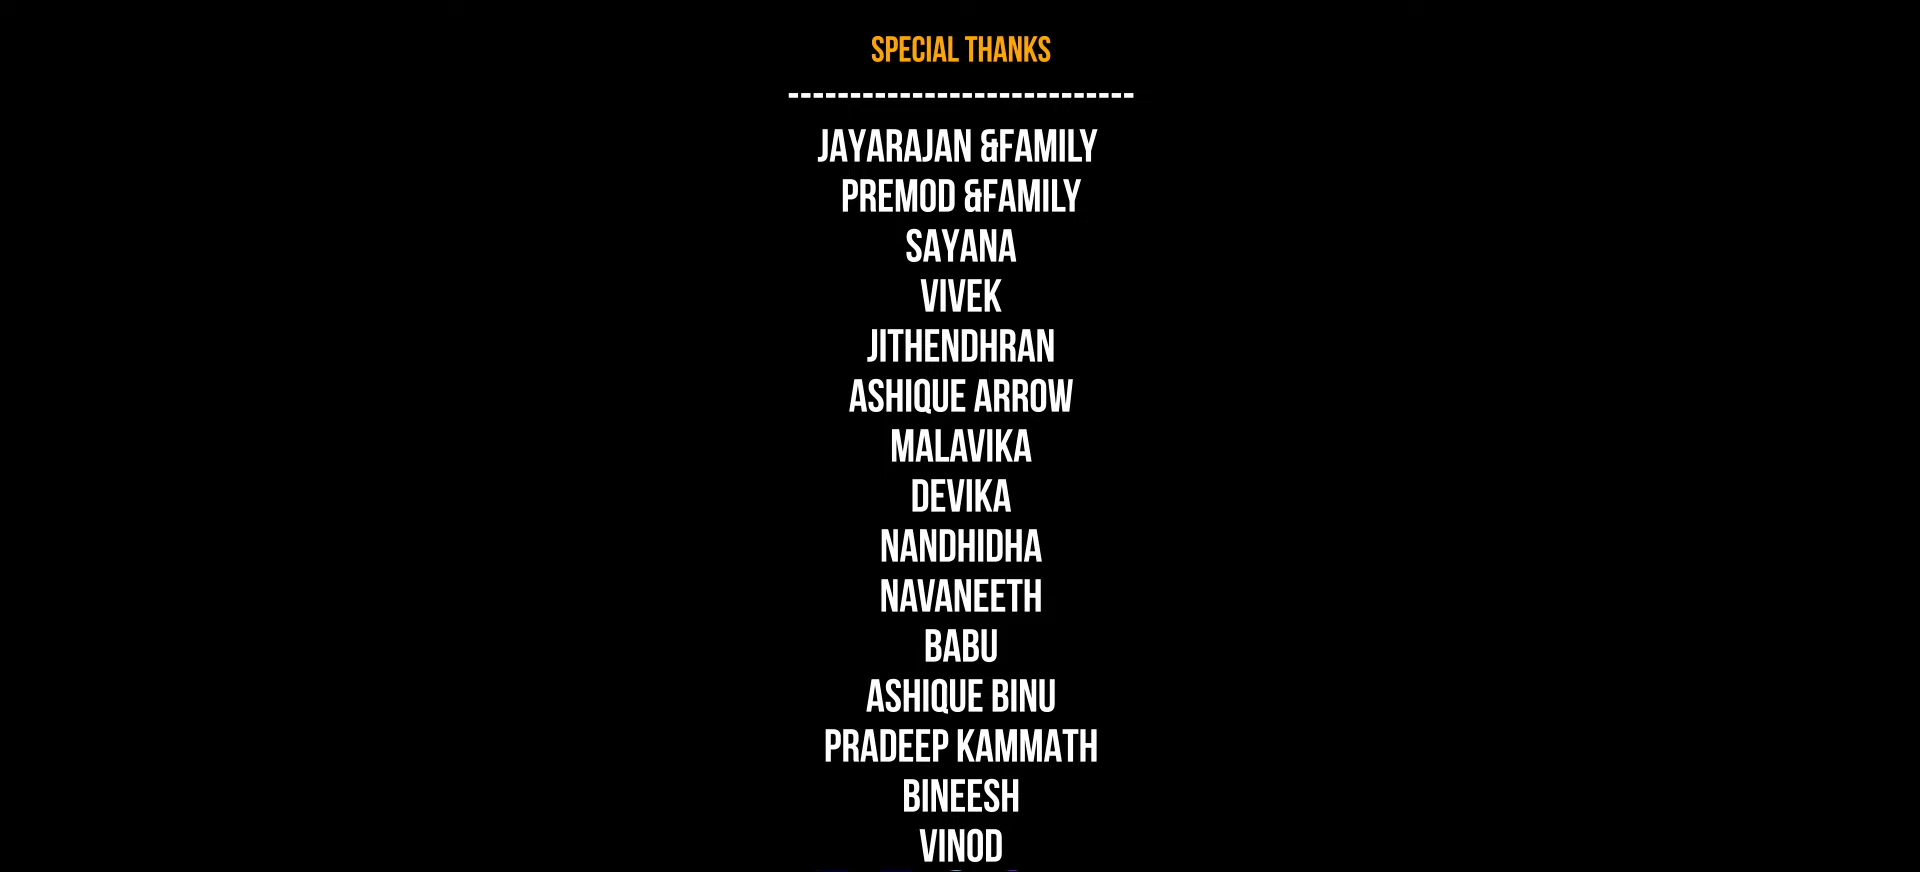 SPECIAL THANKS
----------------------------
JAYARAJAN &FAMILY
PREMOD &FAMILY
SAYANA
VIVEK
JITHENDHRAN
ASHIQUE ARROW
MALAVIKA
DEVIKA
NANDHIDHA
NAVANEETH
BABU
ASHIQUE BINU
PRADEEP KAMMATH
BINEESH
VINOD